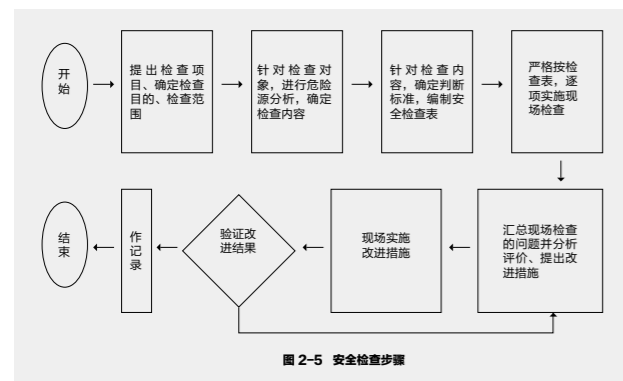 开
始
提出检查项
目、确定检查
目的、检查范
围
针对检查对
象，进行危险
源分析，确定
检查内容
针对检查内
容，确定判断
标准，编制安
全检查表
严格按检
查表，逐
项实施现
场检查
汇总现场检查
的问题并分析
评价、提出改
进措施
现场实施
改进措施
验证改
进结果
作
记
录
结
束
图 2-5 安全检查步骤